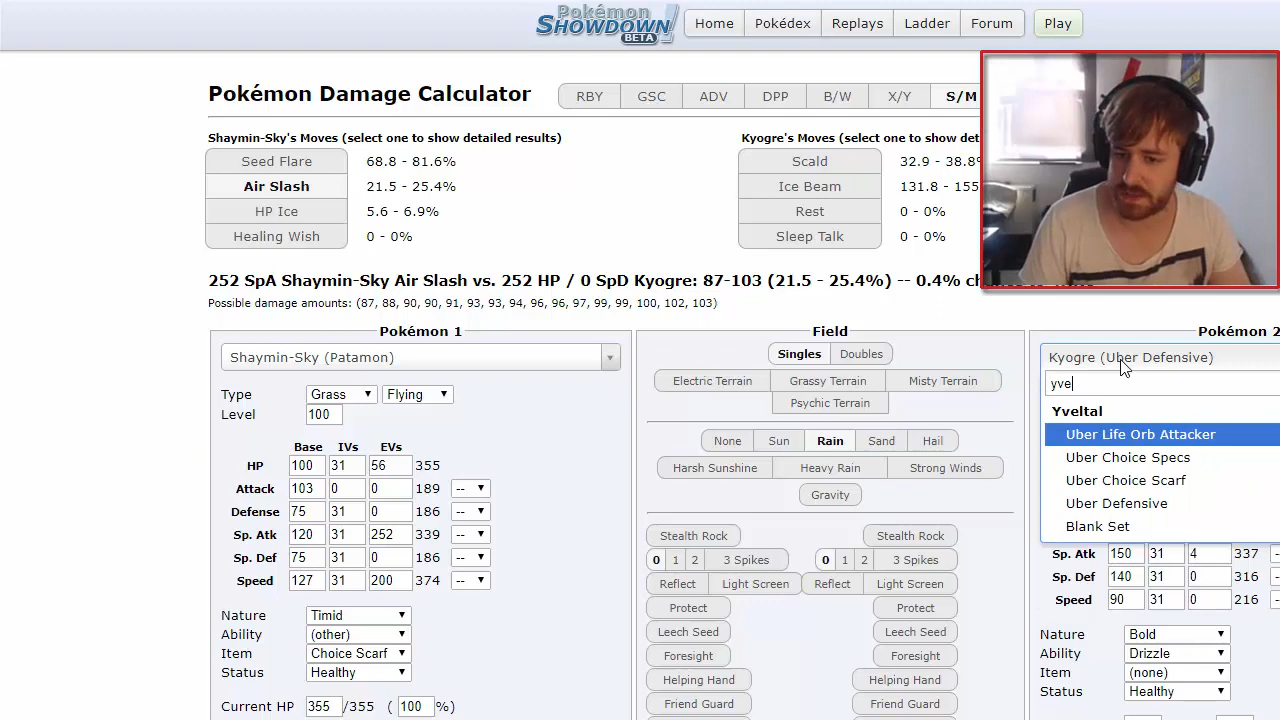 Pokémon
SHOWDOWN!
BETA
Home Pokédex Replays Ladder Forum Play
Pokémon Damage Calculator RBY GSC ADV DPP B/W X/Y S/M
Shaymin-Sky's Moves (select one to show detailed results)
Seed Flare 68.8 - 81.6%
Air Slash 21.5 - 25.4%
HP Ice 5.6 - 6.9%
Healing Wish 0 - 0%
Kyogre's Moves (select one to show det
Scald 32.9 - 38.8%
Ice Beam 131.8 - 155
Rest 0 - 0%
Sleep Talk 0 - 0%
252 SpA Shaymin-Sky Air Slash vs. 252 HP / 0 SpD Kyogre: 87-103 (21.5 - 25.4%) -- 0.4% ch
Possible damage amounts: (87, 88, 90, 90, 91, 93, 93, 94, 96, 96, 97, 99, 99, 100, 102, 103)
Pokémon 1
Shaymin-Sky (Patamon)
Type Grass Flying
Level 100
Base IVs EVs
HP 100 31 56 355
Attack 103 0 0 189 --
Defense 75 31 0 186 --
Sp. Atk 120 31 252 339 --
Sp. Def 75 31 0 186 --
Speed 127 31 200 374 --
Nature Timid
Ability (other)
Item Choice Scarf
Status Healthy
Current HP 355 /355 ( 100 %)
Field
Singles Doubles
Electric Terrain Grassy Terrain Misty Terrain
Psychic Terrain
None Sun Rain Sand Hail
Harsh Sunshine Heavy Rain Strong Winds
Gravity
Stealth Rock Stealth Rock
0 1 2 3 Spikes 0 1 2 3 Spikes
Reflect Light Screen Reflect Light Screen
Protect Protect
Leech Seed Leech Seed
Foresight Foresight
Helping Hand Helping Hand
Friend Guard Friend Guard
Pokémon 2
Kyogre (Uber Defensive)
yve
Yveltal
Uber Life Orb Attacker
Uber Choice Specs
Uber Choice Scarf
Uber Defensive
Blank Set
Sp. Atk 150 31 4 337
Sp. Def 140 31 0 316
Speed 90 31 0 216
Nature Bold
Ability Drizzle
Item (none)
Status Healthy